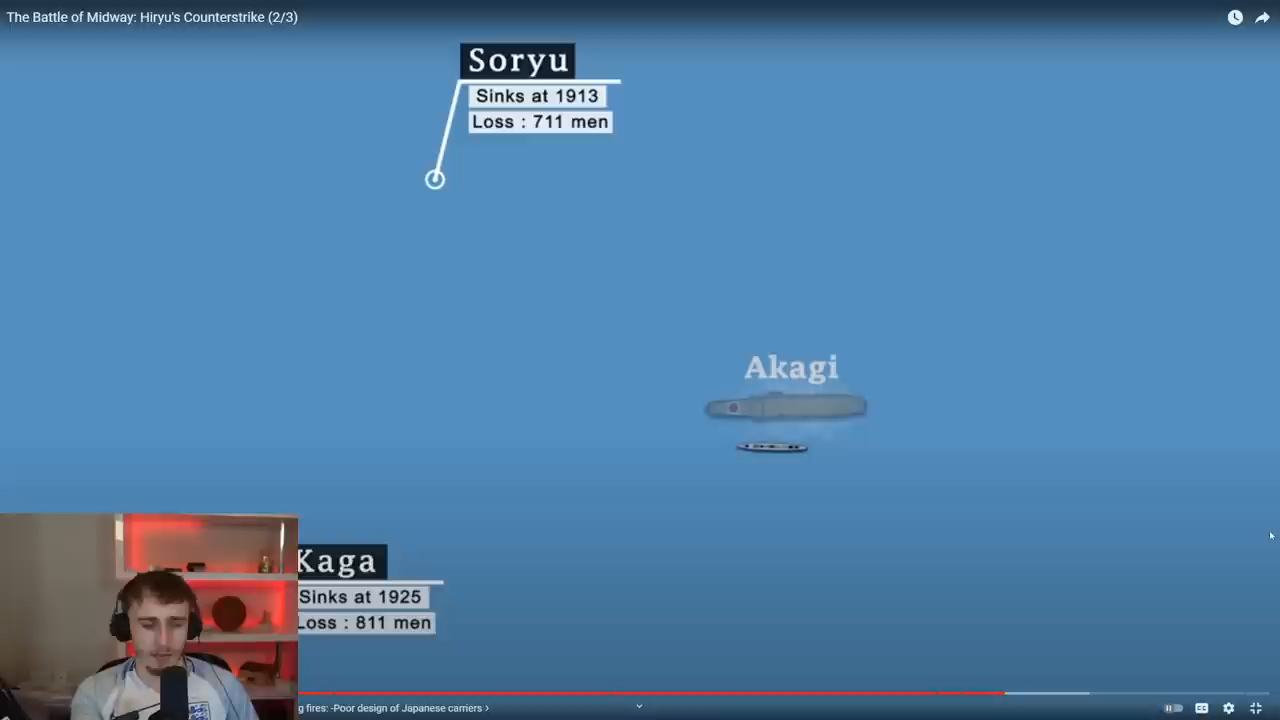 The Battle of Midway: Hiryu's Counterstrike (2/3)
Soryu
Sinks at 1913
Loss : 711 men
Akagi
Kaga
Sinks at 1925
Loss : 811 men
g fires: -Poor design of Japanese carriers ›
CC